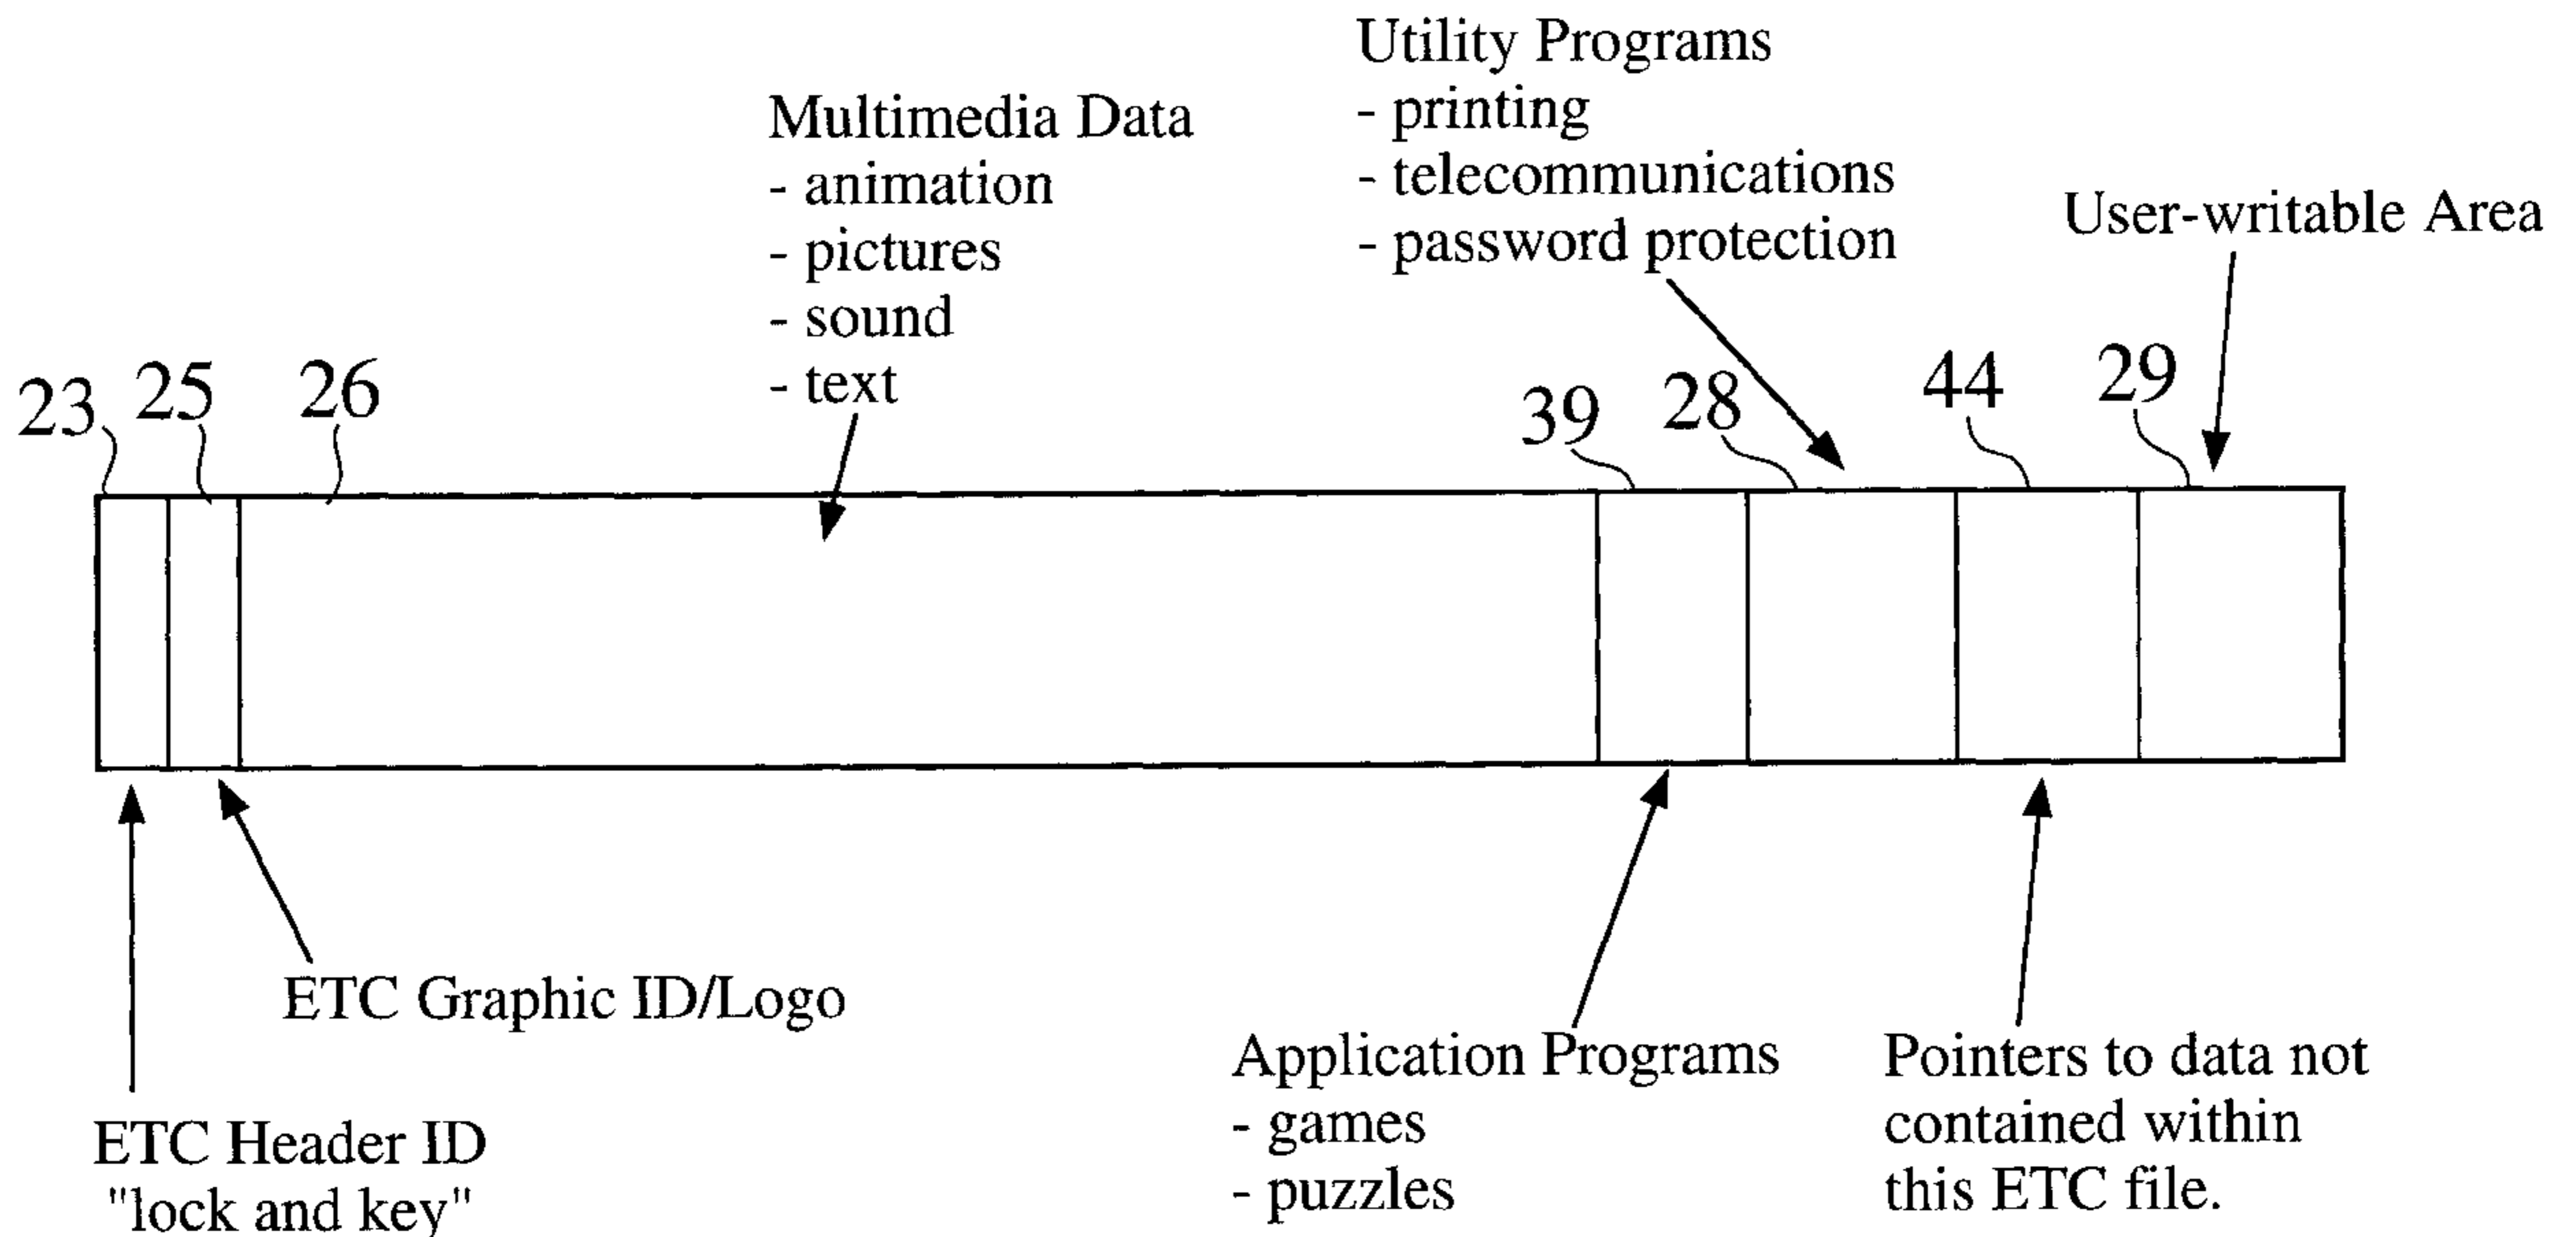 Utility Programs
- printing
- telecommunications
- password protection
Multimedia Data
- animation
- pictures
- sound
- text
User-writable Area
23
25
26
39
28
44
29
ETC Graphic ID/Logo
ETC Header ID
"lock and key"
Application Programs
- games
- puzzles
Pointers to data not
contained within
this ETC file.